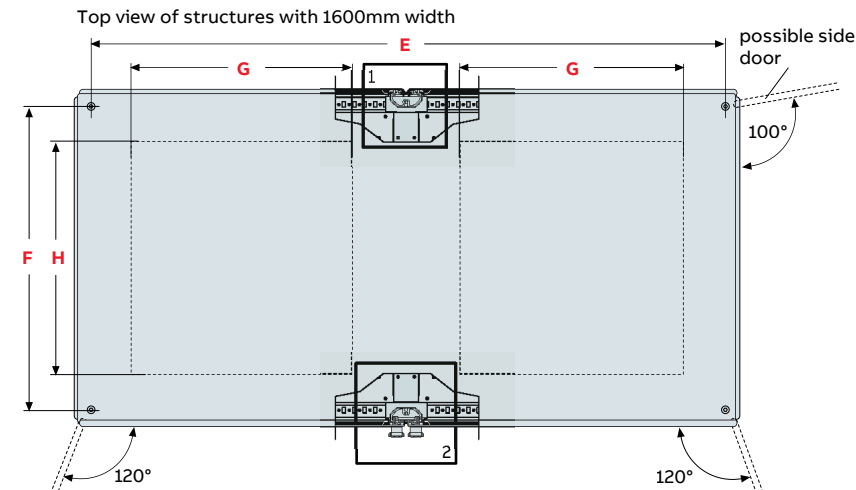 Top view of structures with 1600mm width
E
possible side
door
G
G
1
100°
F
H
2
120°
120°